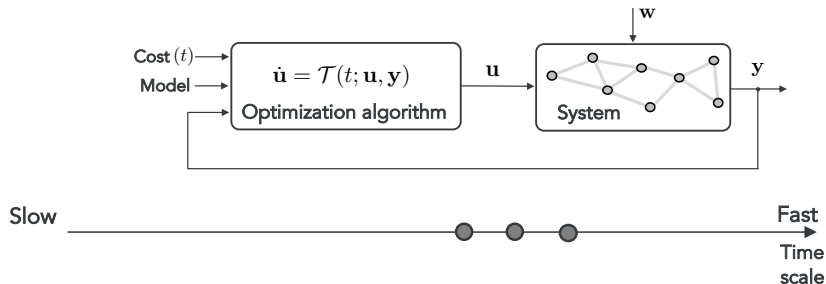 w
Cost (t)
Model
u̇ = 𝒯(t; u, y)
Optimization algorithm
u
System
y
Slow
Fast
Time
scale